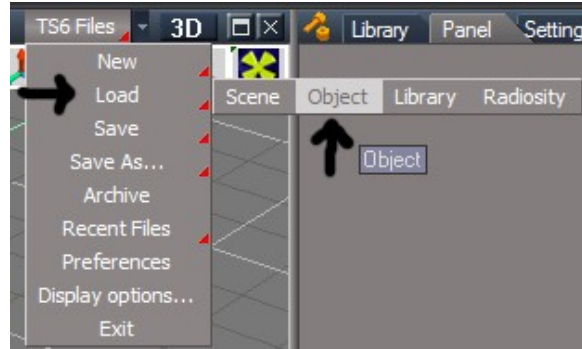 TS6 Files 3D Library Panel Setting
New
Load Scene Object Library Radiosity
Save
Save As... Object
Archive
Recent Files
Preferences
Display options...
Exit